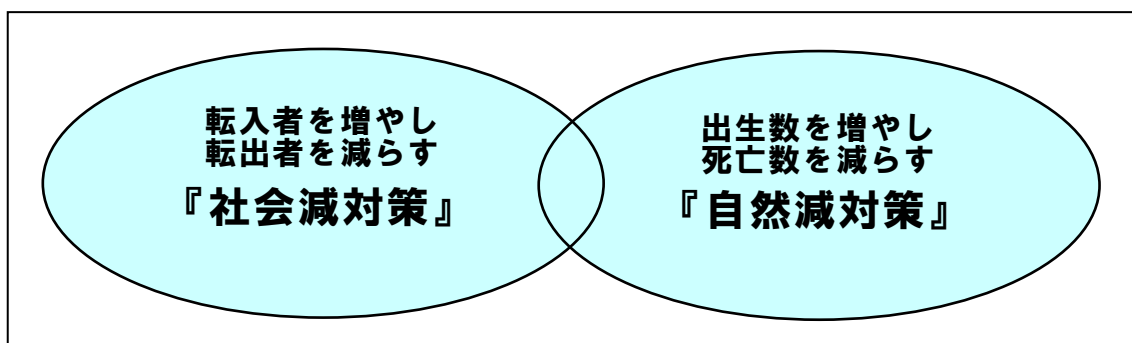 転入者を増やし
転出者を減らす
『社会減対策』
出生数を増やし
死亡数を減らす
『自然減対策』